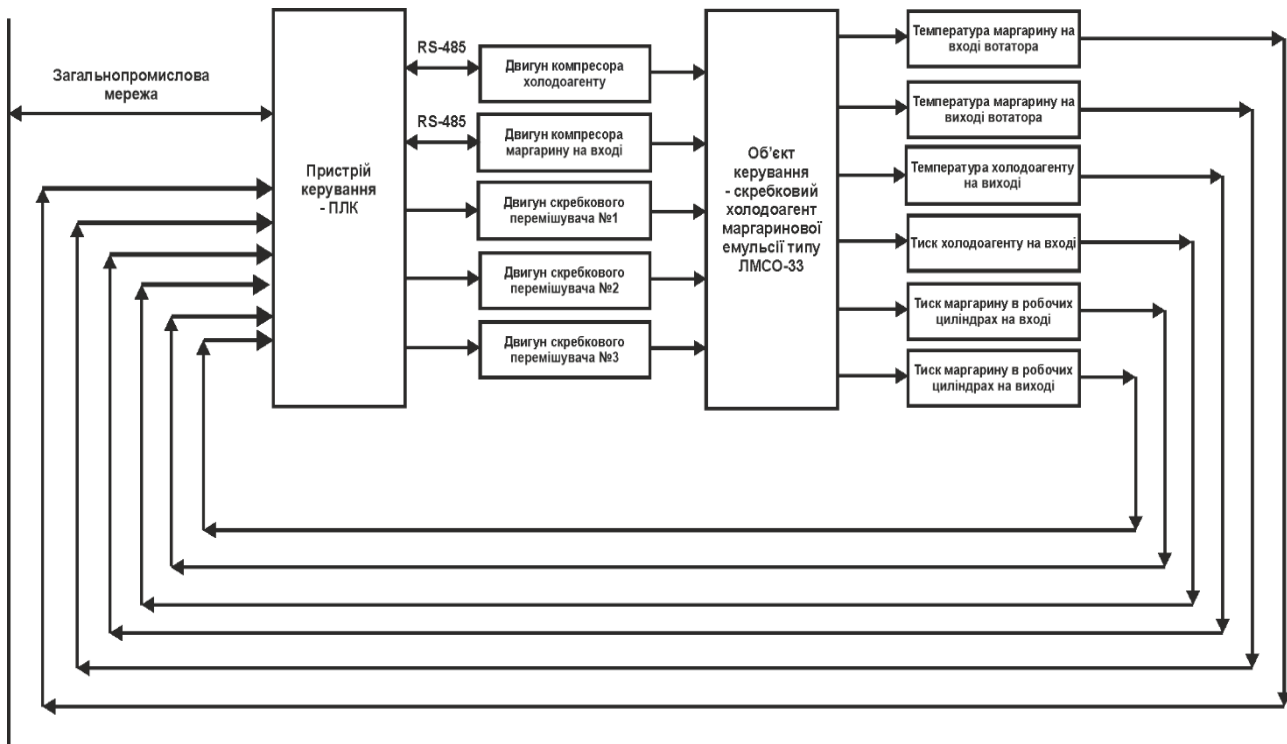 Загальнопромислова
мережа
Пристрій
керування
- ПЛК
RS-485
RS-485
Двигун компресора
холодоагенту
Двигун компресора
маргарину на вході
Двигун скребкового
перемішувача №1
Двигун скребкового
перемішувача №2
Двигун скребкового
перемішувача №3
Об'єкт
керування
- скребковий
холодоагент
маргаринової
емульсії типу
ЛМСО-33
Температура маргарину на
вході вотатора
Температура маргарину на
виході вотатора
Температура холодоагенту
на виході
Тиск холодоагенту на вході
Тиск маргарину в робочих
циліндрах на вході
Тиск маргарину в робочих
циліндрах на виході